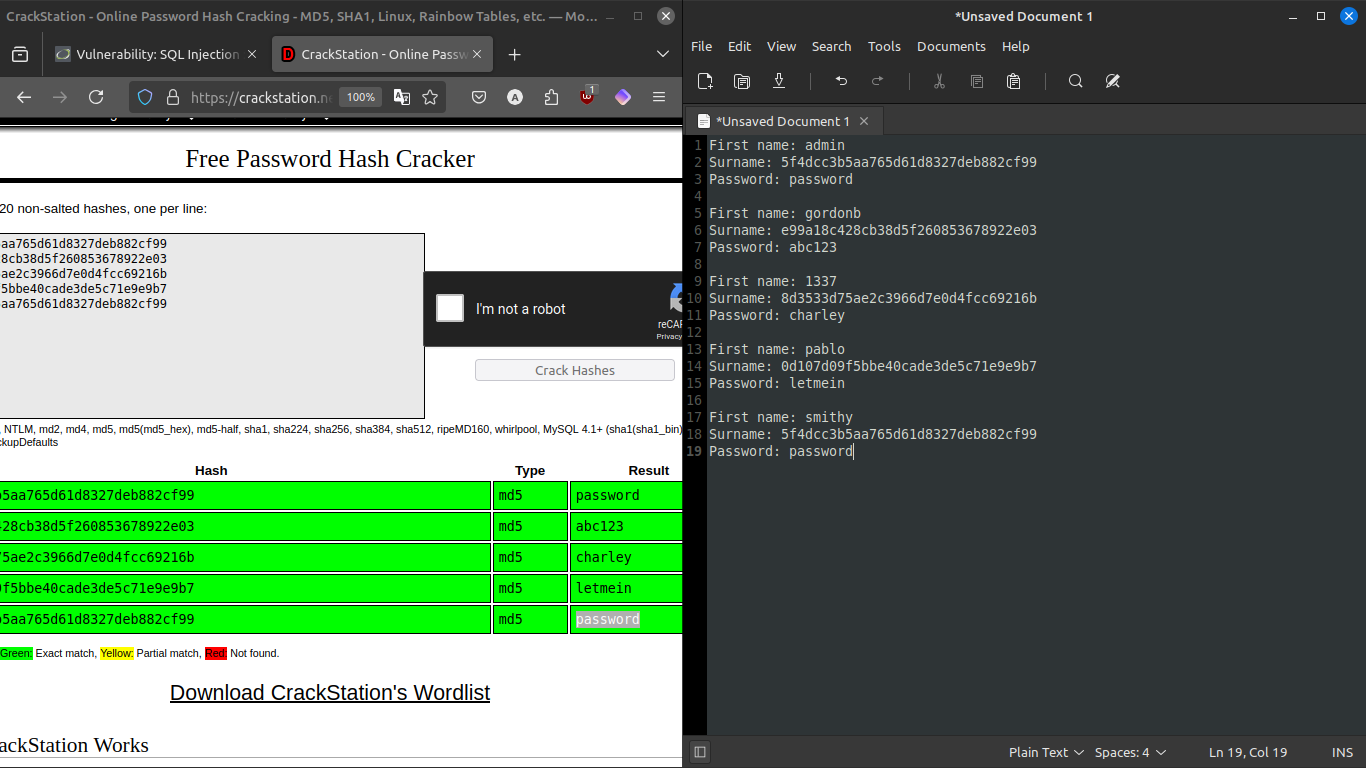 CrackStation - Online Password Hash Cracking - MD5, SHA1, Linux, Rainbow Tables, etc. — Mo...
Vulnerability: SQL Injection
CrackStation - Online Passw
https://crackstation.n
100%
A
1
Free Password Hash Cracker
20 non-salted hashes, one per line:
aa765d61d8327deb882cf99
8cb38d5f260853678922e03
ae2c3966d7e0d4fcc69216b
5bbe40cade3de5c71e9e9b7
aa765d61d8327deb882cf99
I'm not a robot
reCAP
Privacy
Crack Hashes
, NTLM, md2, md4, md5, md5(md5_hex), md5-half, sha1, sha224, sha256, sha384, sha512, ripeMD160, whirlpool, MySQL 4.1+ (sha1(sha1_bin)
ckupDefaults
Hash Type Result
5aa765d61d8327deb882cf99 md5 password
28cb38d5f260853678922e03 md5 abc123
75ae2c3966d7e0d4fcc69216b md5 charley
f5bbe40cade3de5c71e9e9b7 md5 letmein
5aa765d61d8327deb882cf99 md5 password
Green: Exact match, Yellow: Partial match, Red: Not found.
Download CrackStation's Wordlist
ackStation Works
*Unsaved Document 1
File Edit View Search Tools Documents Help
*Unsaved Document 1
1 First name: admin
2 Surname: 5f4dcc3b5aa765d61d8327deb882cf99
3 Password: password
4
5 First name: gordonb
6 Surname: e99a18c428cb38d5f260853678922e03
7 Password: abc123
8
9 First name: 1337
10 Surname: 8d3533d75ae2c3966d7e0d4fcc69216b
11 Password: charley
12
13 First name: pablo
14 Surname: 0d107d09f5bbe40cade3de5c71e9e9b7
15 Password: letmein
16
17 First name: smithy
18 Surname: 5f4dcc3b5aa765d61d8327deb882cf99
19 Password: password
Plain Text Spaces: 4 Ln 19, Col 19 INS